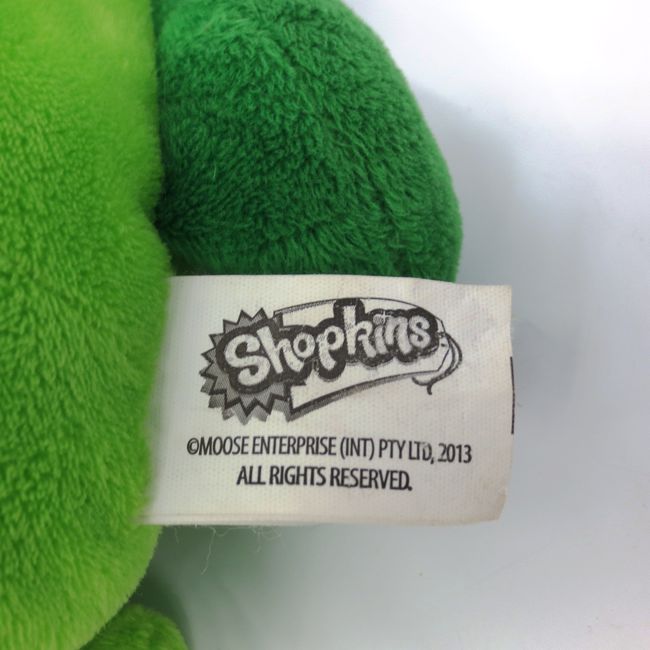 Shopkins
©MOOSE ENTERPRISE (INT) PTY LTD, 2013
ALL RIGHTS RESERVED.